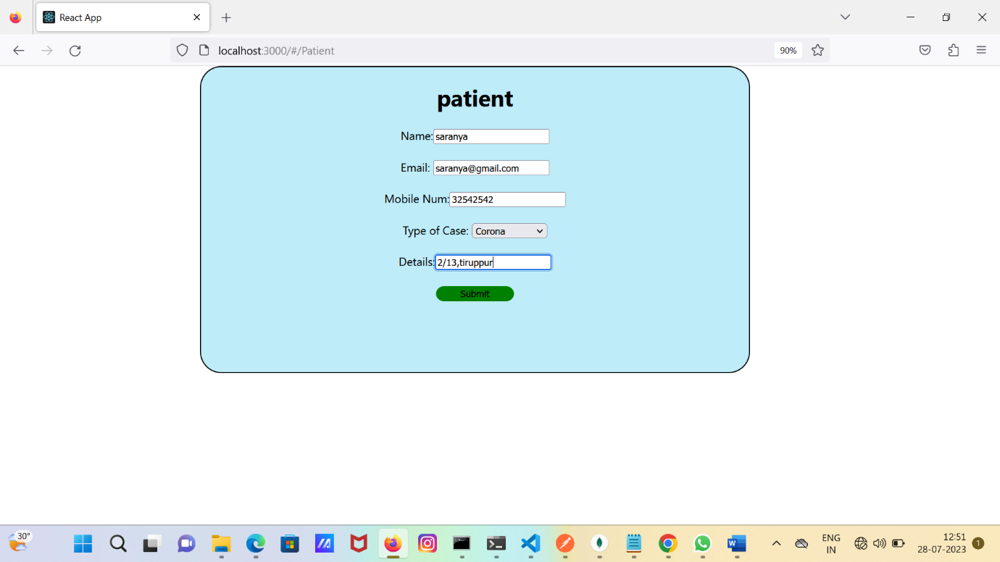 React App
localhost:3000/#/Patient
90%
patient
Name:saranya
Email: saranya@gmail.com
Mobile Num:32542542
Type of Case: Corona
Details:2/13,tiruppur
Submit
30°
ENG
IN
12:51
28-07-2023
1